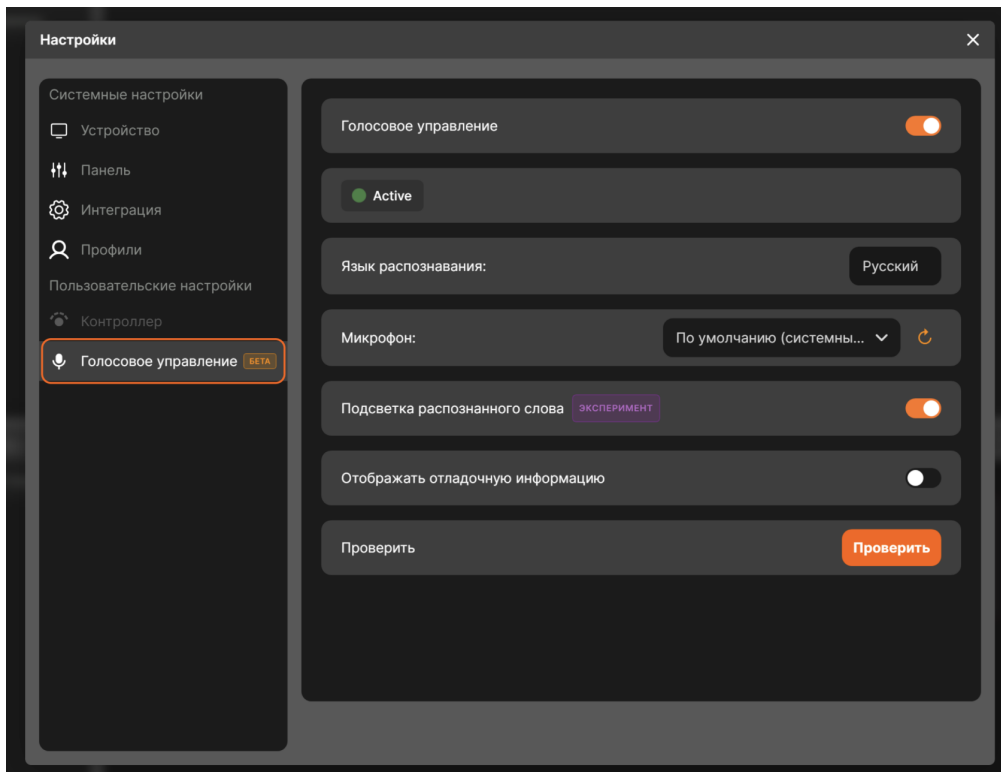 Настройки
Системные настройки
Устройство
Панель
Интеграция
Профили
Пользовательские настройки
Контроллер
Голосовое управление БЕТА
Голосовое управление
Active
Язык распознавания: Русский
Микрофон: По умолчанию (системны...
Подсветка распознанного слова ЭКСПЕРИМЕНТ
Отображать отладочную информацию
Проверить Проверить